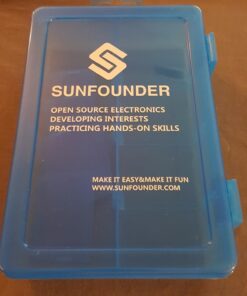 SUNFOUNDER
OPEN SOURCE ELECTRONICS
DEVELOPING INTERESTS
PRACTICING HANDS-ON SKILLS
MAKE IT EASY&MAKE IT FUN
WWW.SUNFOUNDER.COM